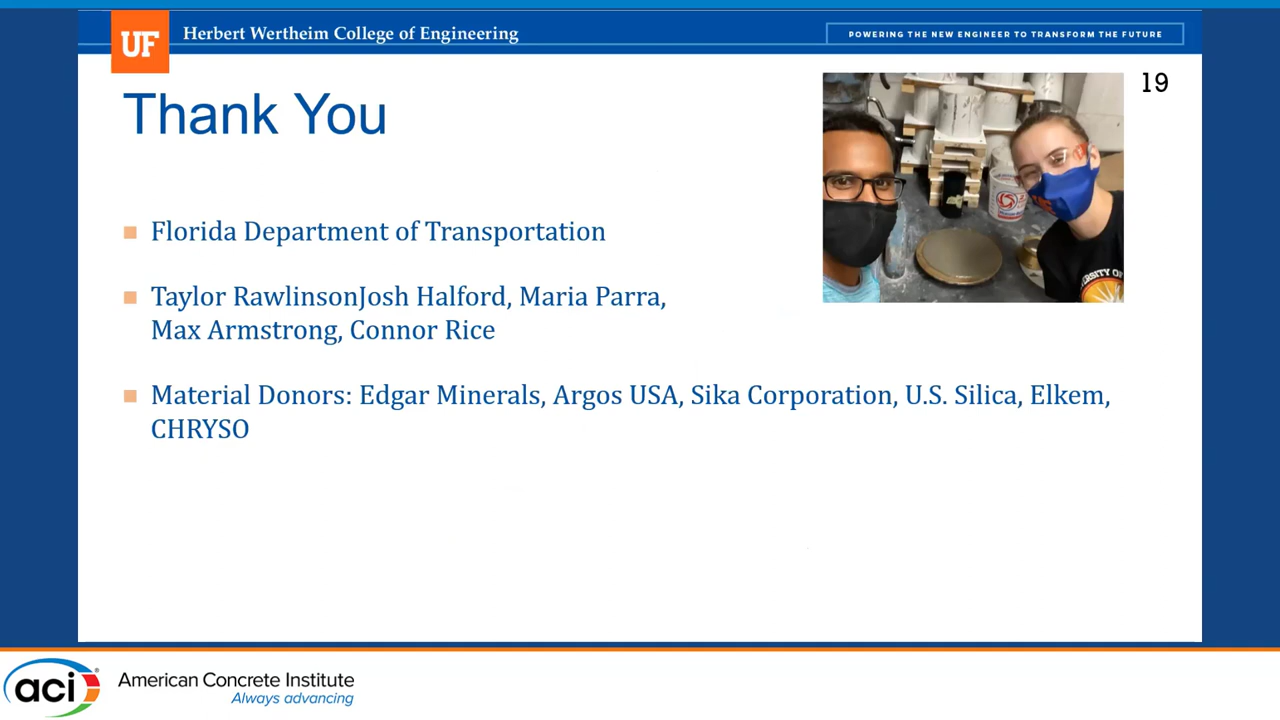 UF
Herbert Wertheim College of Engineering
POWERING THE NEW ENGINEER TO TRANSFORM THE FUTURE
Thank You
19
Florida Department of Transportation
Taylor RawlinsonJosh Halford, Maria Parra,
Max Armstrong, Connor Rice
Material Donors: Edgar Minerals, Argos USA, Sika Corporation, U.S. Silica, Elkem,
CHRYSO
aci®
American Concrete Institute
Always advancing